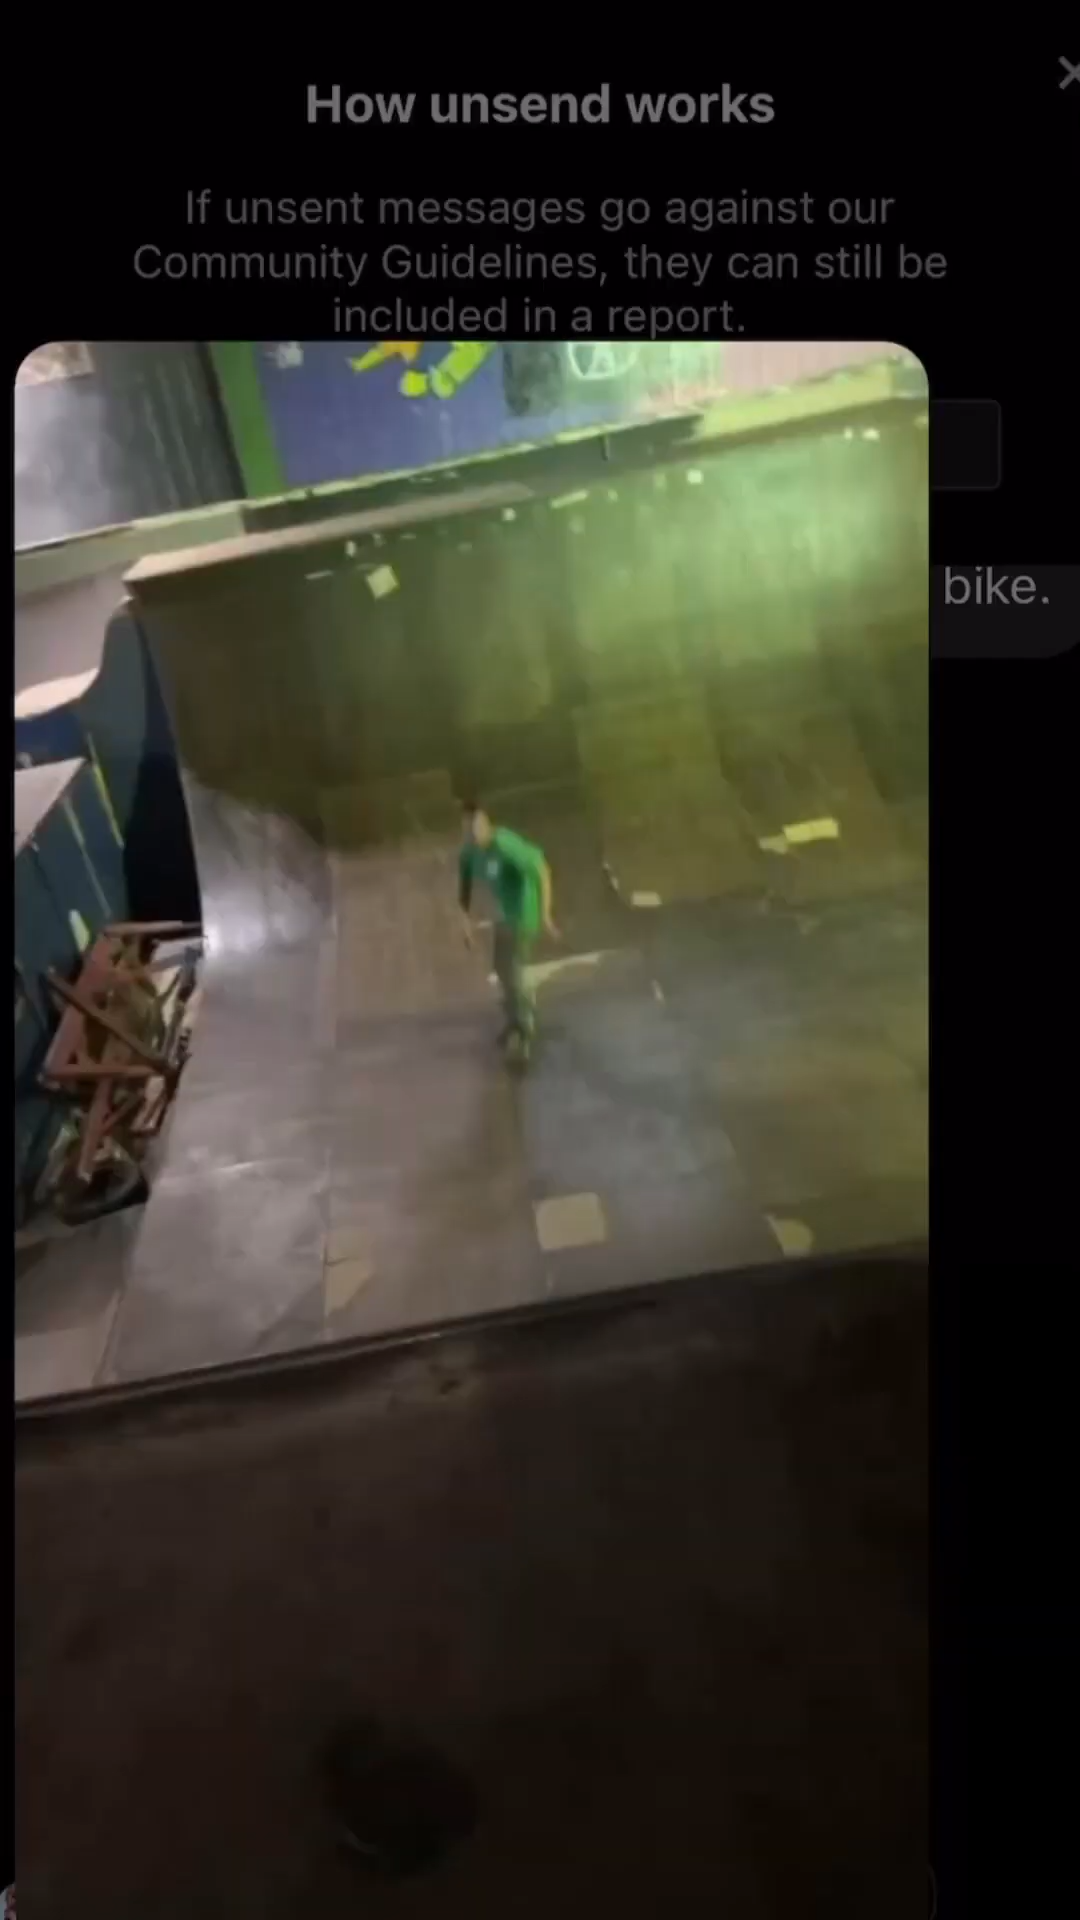 How unsend works
If unsent messages go against our
Community Guidelines, they can still be
included in a report.
bike.